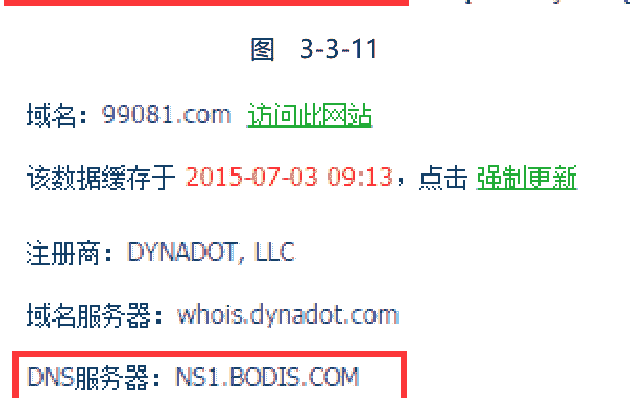 图 3-3-11
域名：99081.com 访问此网站
该数据缓存于 2015-07-03 09:13，点击 强制更新
注册商：DYNADOT, LLC
域名服务器：whois.dynadot.com
DNS服务器：NS1.BODIS.COM